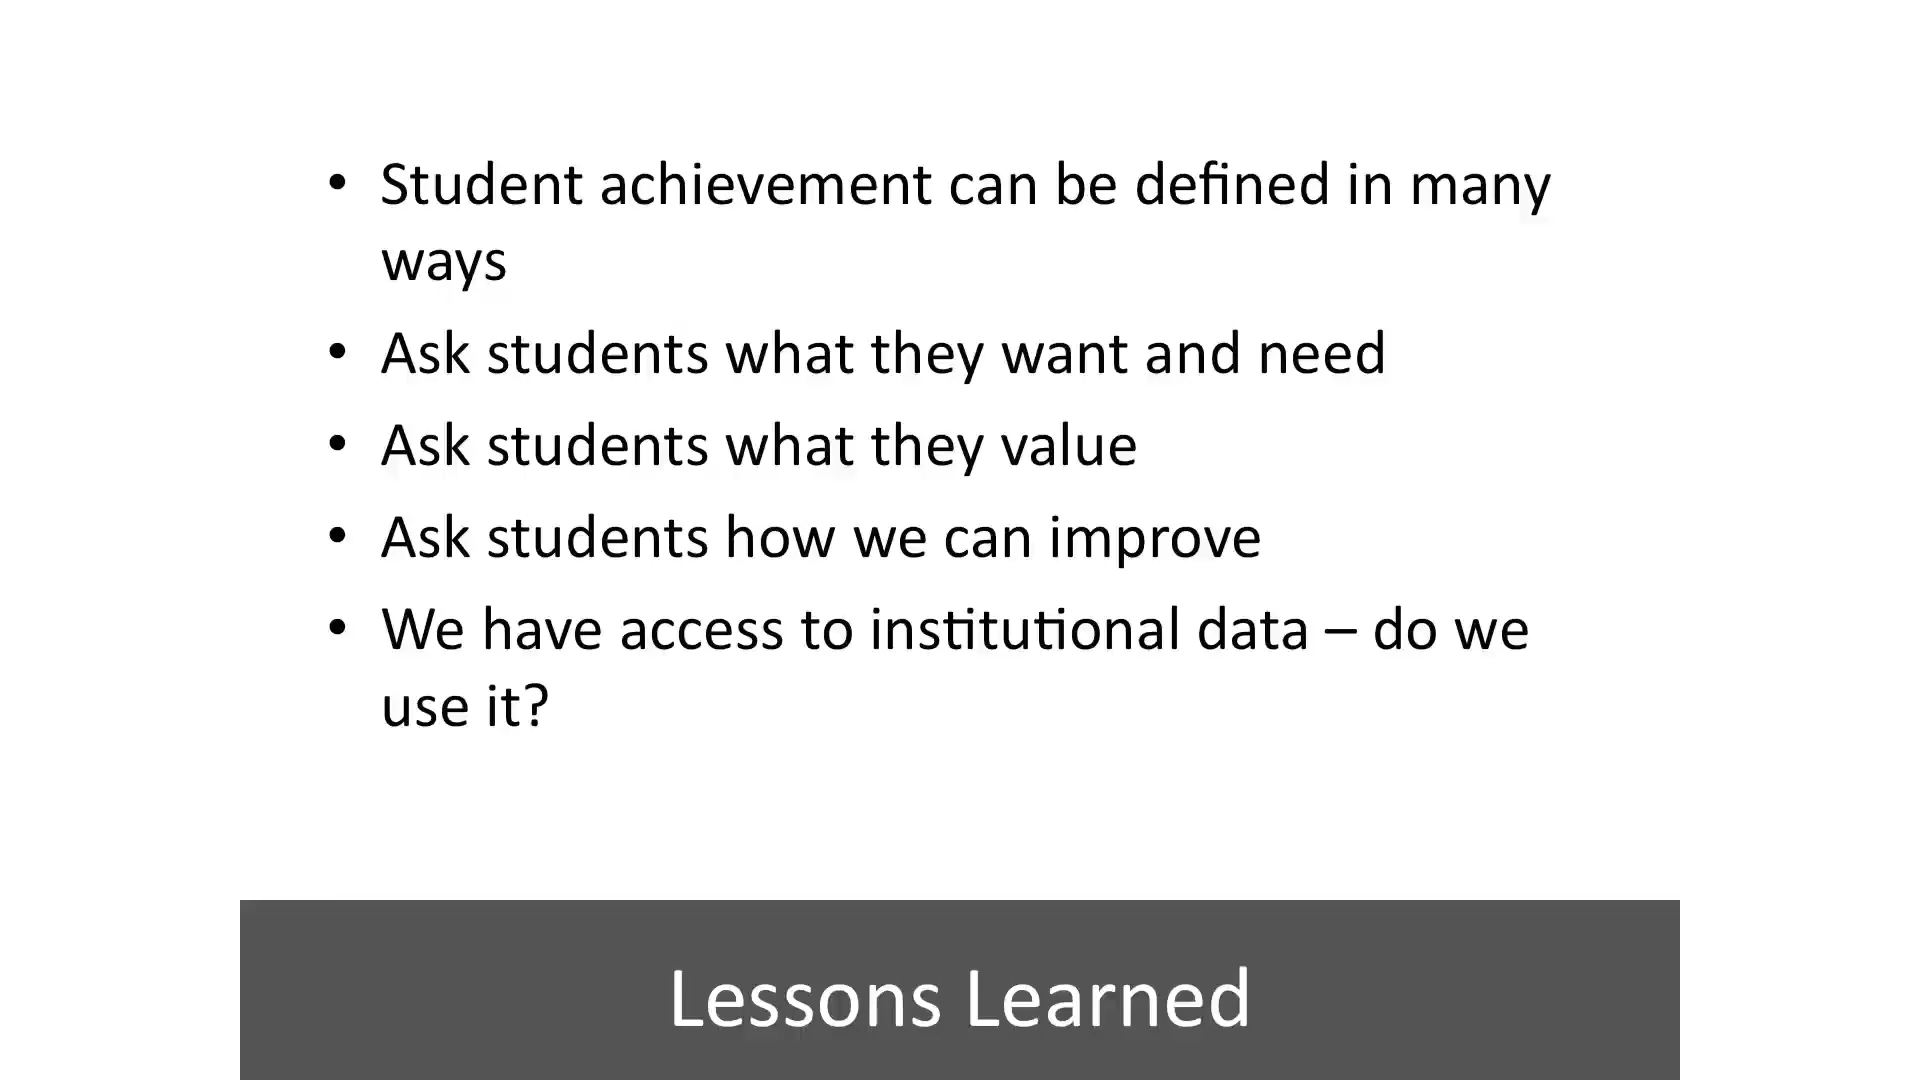 • Student achievement can be defined in many
ways
• Ask students what they want and need
• Ask students what they value
• Ask students how we can improve
• We have access to institutional data – do we
use it?
Lessons Learned